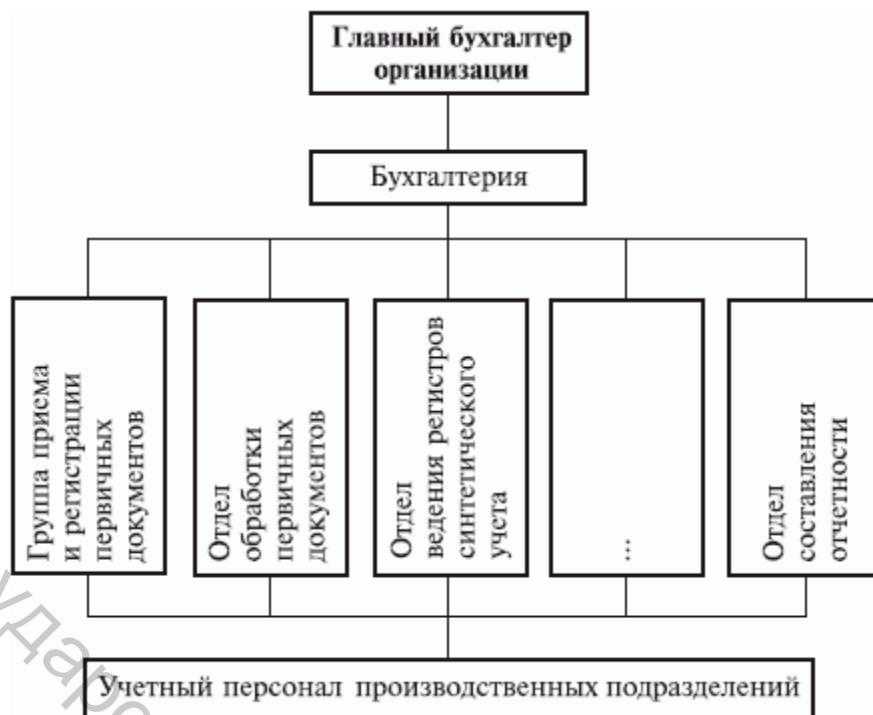 Главный бухгалтер
организации
Бухгалтерия
Группа присма
и регистрации
первичных
документов
Отдел
обработки
первичных
документов
Отдел
ведения регистров
синтетического
учета
...
Отдел
составления
отчетности
Учетный персонал производственных подразделений